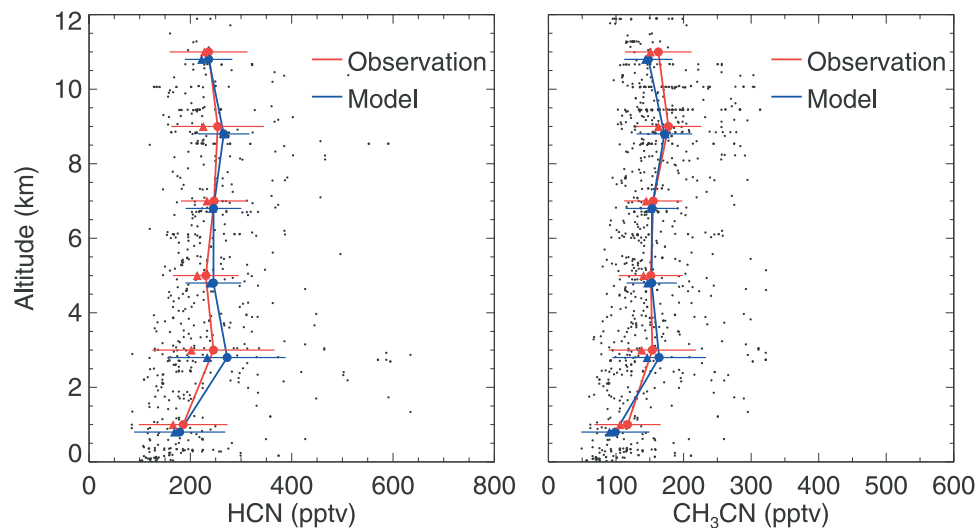 12
10
8
6
4
2
0
Altitude (km)
Observation
Model
0 200 400 600 800
HCN (pptv)
Observation
Model
0 100 200 300 400 500 600
CH₃CN (pptv)